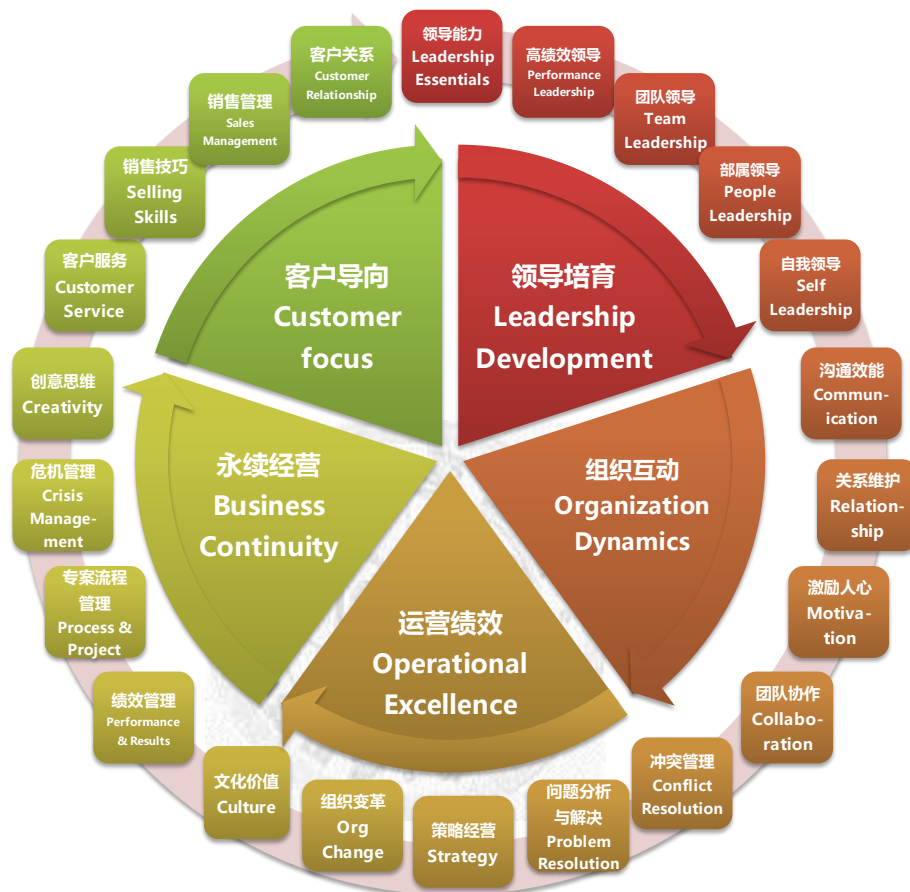 领导能力
Leadership
Essentials
高绩效领导
Performance
Leadership
团队领导
Team
Leadership
部属领导
People
Leadership
自我领导
Self
Leadership
沟通效能
Commun-
ication
关系维护
Relation-
ship
激励人心
Motiva-
tion
团队协作
Collabo-
ration
冲突管理
Conflict
Resolution
问题分析
与解决
Problem
Resolution
策略经营
Strategy
组织变革
Org
Change
文化价值
Culture
绩效管理
Performance
& Results
专案流程
管理
Process &
Project
危机管理
Crisis
Manage-
ment
创意思维
Creativity
客户服务
Customer
Service
销售技巧
Selling
Skills
销售管理
Sales
Management
客户关系
Customer
Relationship
领导培育
Leadership
Development
组织互动
Organization
Dynamics
运营绩效
Operational
Excellence
永续经营
Business
Continuity
客户导向
Customer
focus